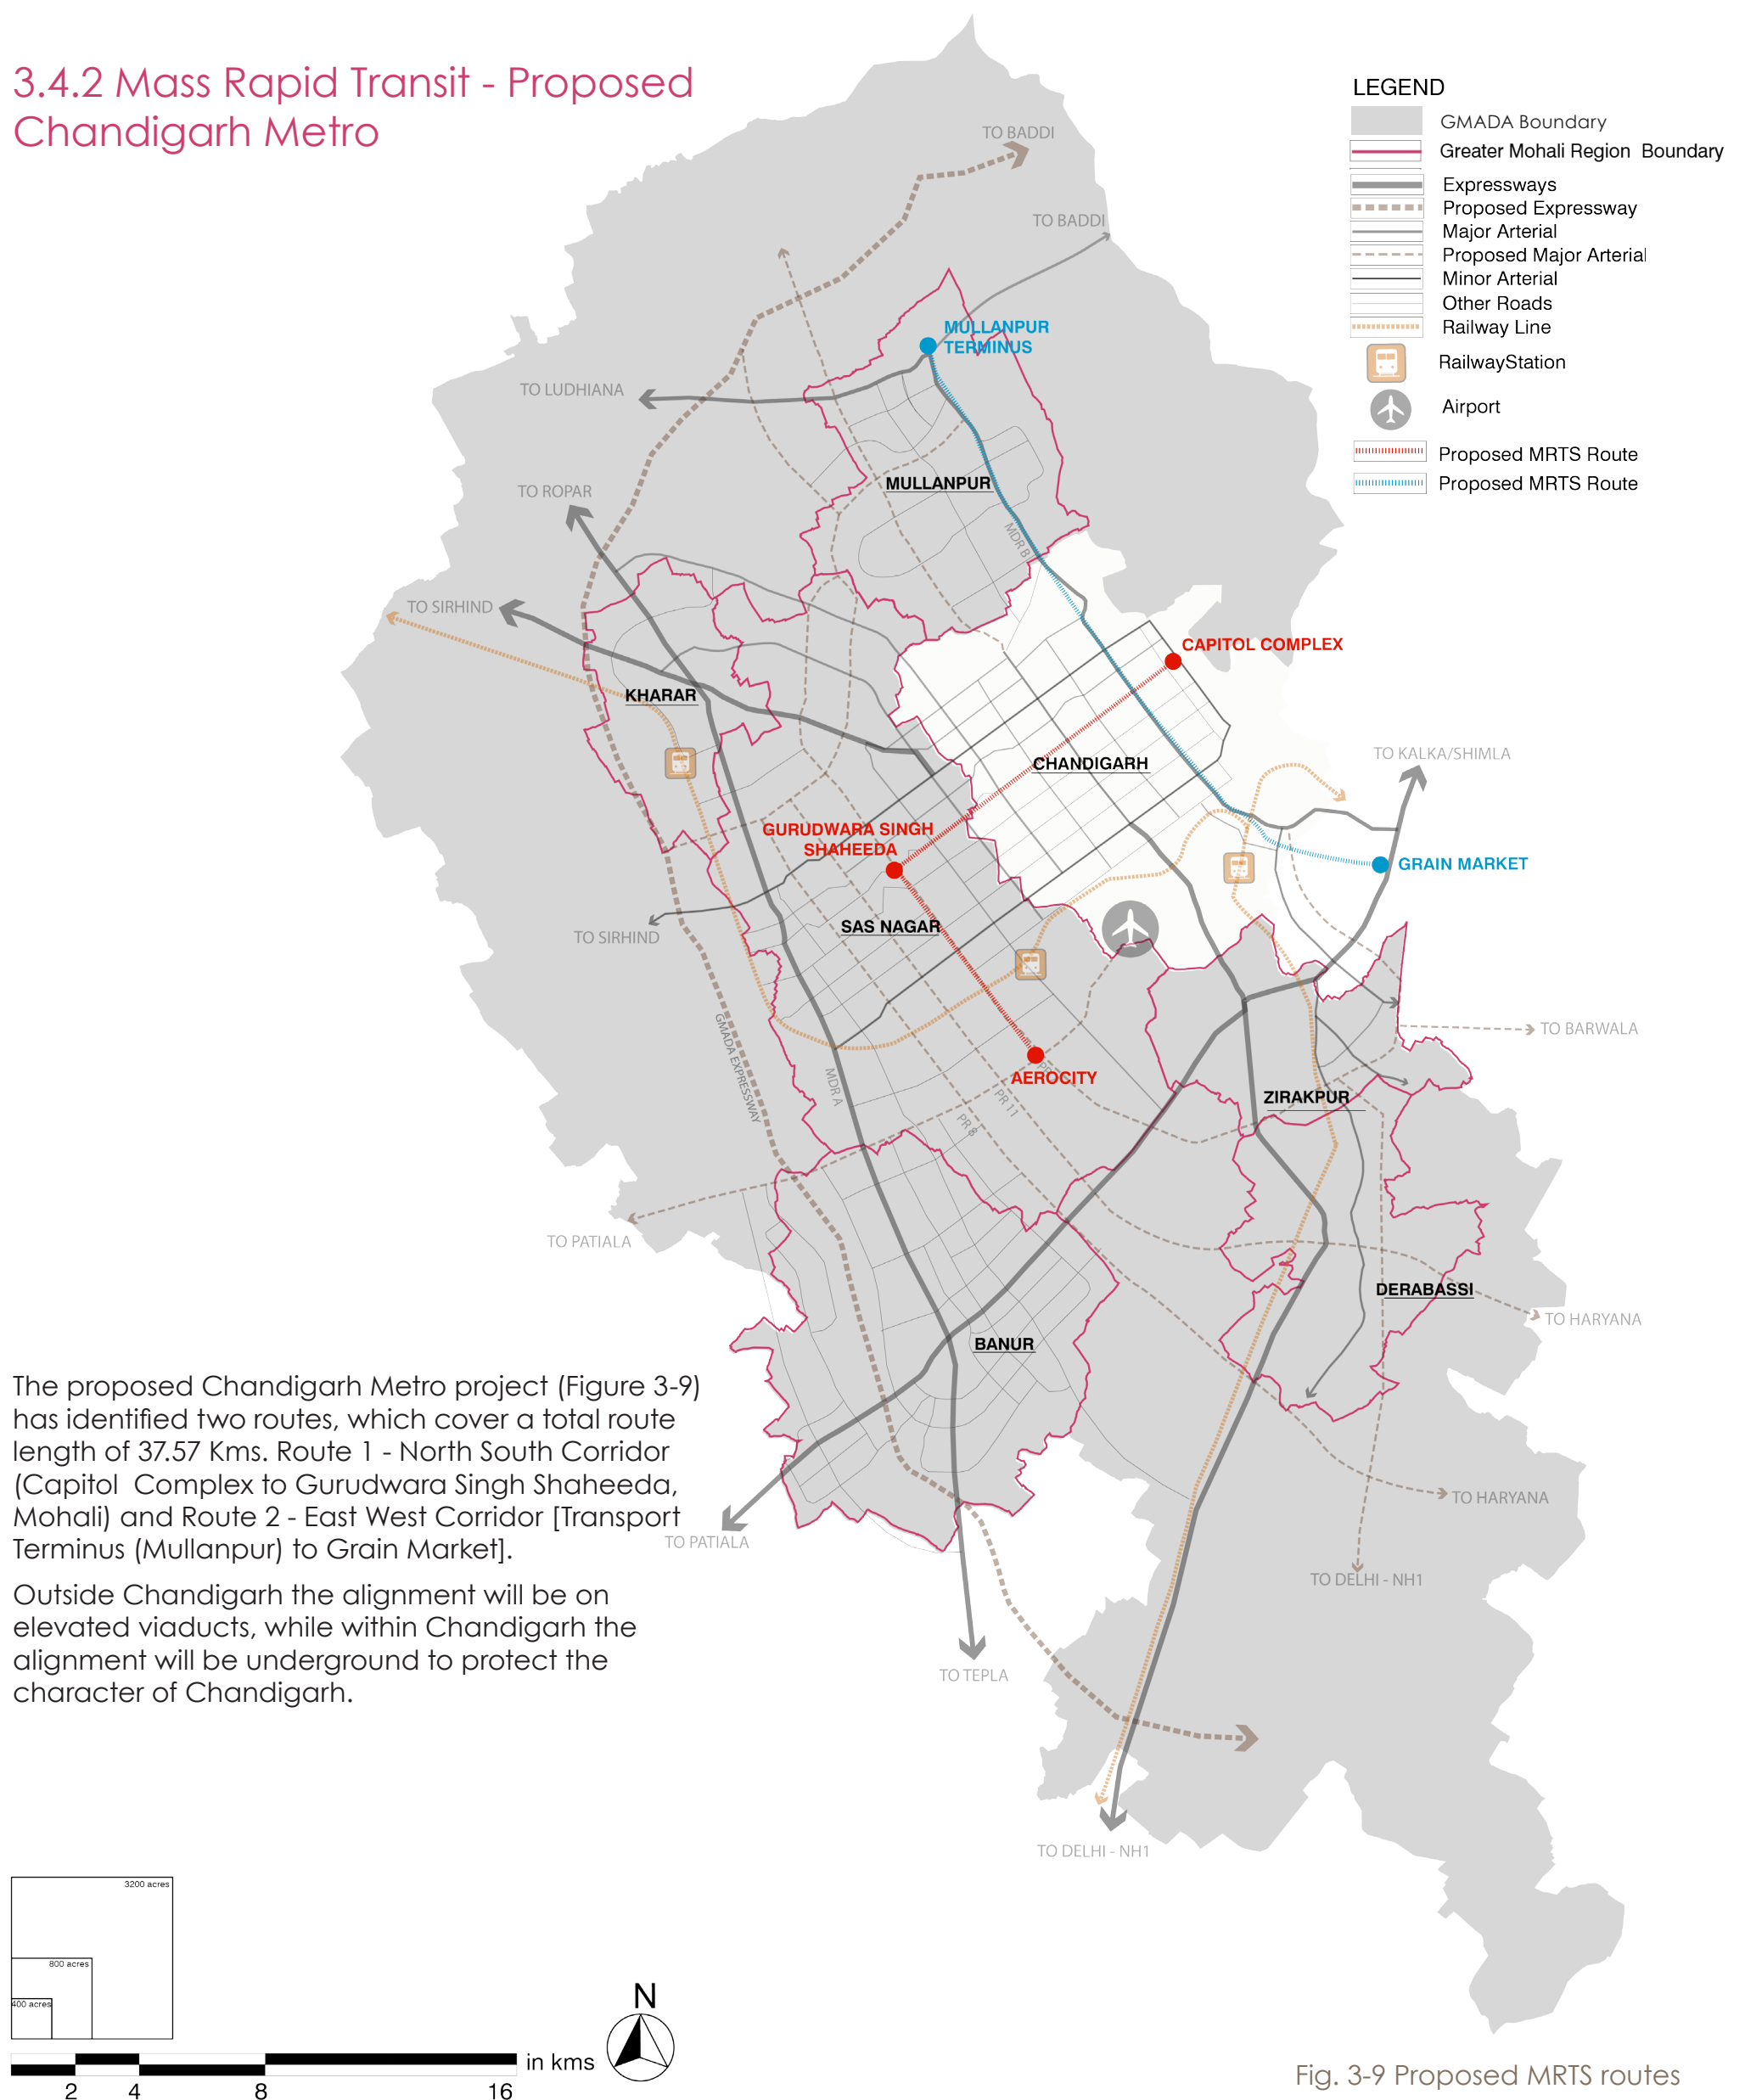 3.4.2 Mass Rapid Transit - Proposed
Chandigarh Metro
LEGEND
GMADA Boundary
Greater Mohali Region Boundary
Expressways
Proposed Expressway
Major Arterial
Proposed Major Arterial
Minor Arterial
Other Roads
Railway Line
RailwayStation
Airport
Proposed MRTS Route
Proposed MRTS Route
TO BADDI
TO BADDI
MULLANPUR
TERMINUS
TO LUDHIANA
MULLANPUR
TO ROPAR
MDR B
TO SIRHIND
CAPITOL COMPLEX
KHARAR
TO KALKA/SHIMLA
CHANDIGARH
GURUDWARA SINGH
SHAHEEDA
GRAIN MARKET
SAS NAGAR
TO SIRHIND
TO BARWALA
GMADA EXPRESSWAY
MDR A
AEROCITY
PR 11
PR 8
ZIRAKPUR
TO PATIALA
DERABASSI
TO HARYANA
BANUR
The proposed Chandigarh Metro project (Figure 3-9)
has identified two routes, which cover a total route
length of 37.57 Kms. Route 1 - North South Corridor
(Capitol Complex to Gurudwara Singh Shaheeda,
Mohali) and Route 2 - East West Corridor [Transport
Terminus (Mullanpur) to Grain Market].
Outside Chandigarh the alignment will be on
elevated viaducts, while within Chandigarh the
alignment will be underground to protect the
character of Chandigarh.
TO HARYANA
TO PATIALA
TO DELHI - NH1
TO TEPLA
TO DELHI - NH1
3200 acres
800 acres
400 acres
N
in kms
2 4 8 16
Fig. 3-9 Proposed MRTS routes